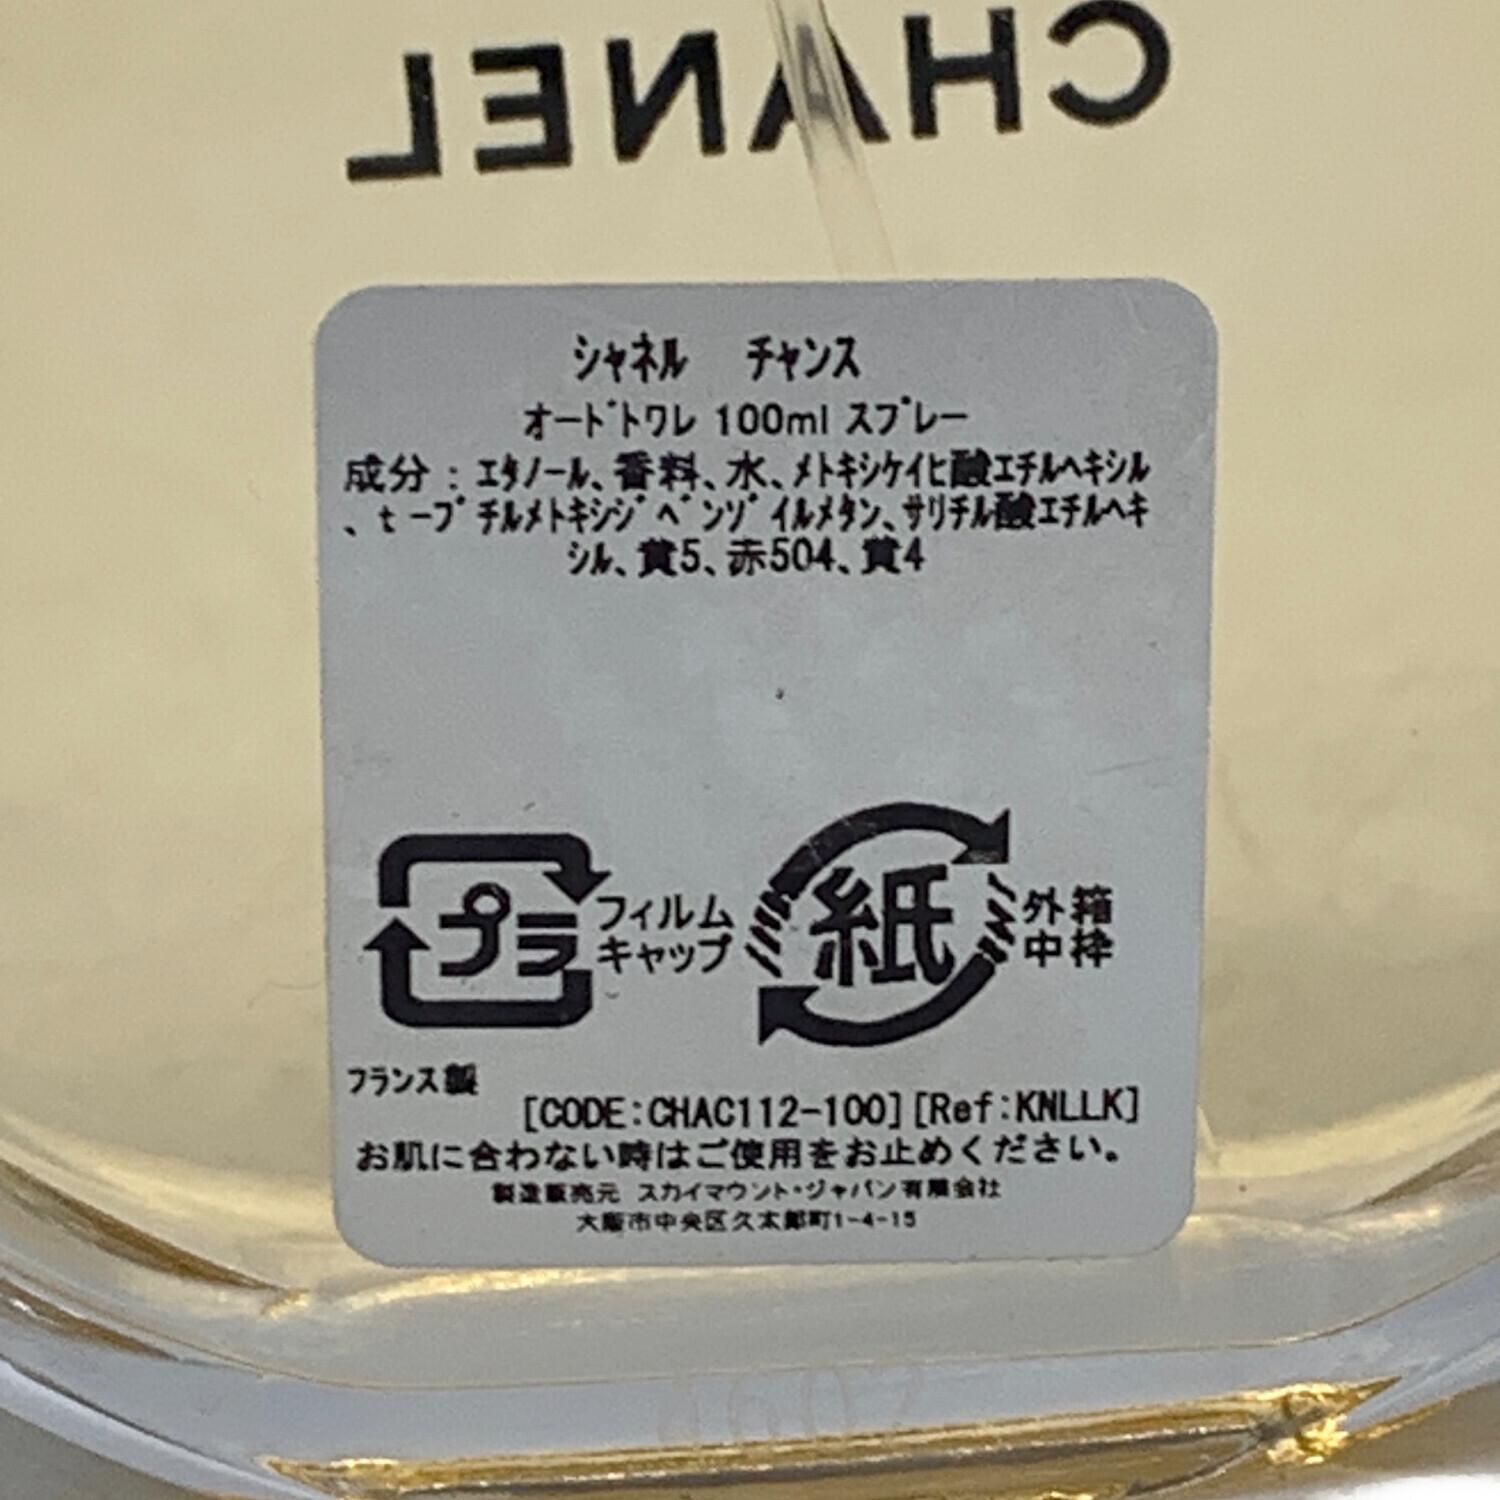 CHANEL
シャネル チャンス
オードトワレ 100ml スプレー
成分:エタノール、香料、水、メトキシケイヒ酸エチルヘキシル
、t-ブチルメトキシジベンゾイルメタン、サリチル酸エチルヘキ
シル、黄5、赤504、黄4
プラ フィルム
キャップ
紙 外箱
中枠
フランス製
[CODE:CHAC112-100][Ref:KNLLK]
お肌に合わない時はご使用をお止めください。
製造販売元 スカイマウント・ジャパン有限会社
大阪市中央区久太郎町1-4-15